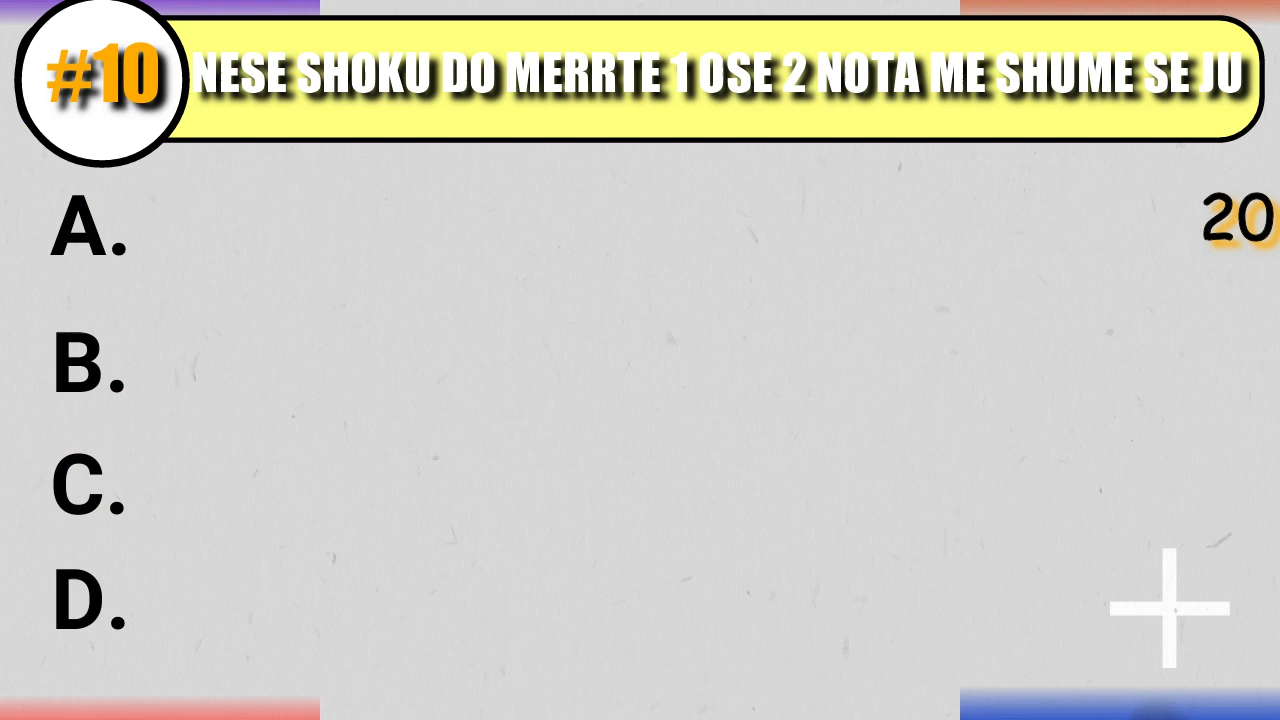 #10 NESE SHOKU DO MERRTE 1 OSE 2 NOTA ME SHUME SE JU
A.
20
B.
C.
D.